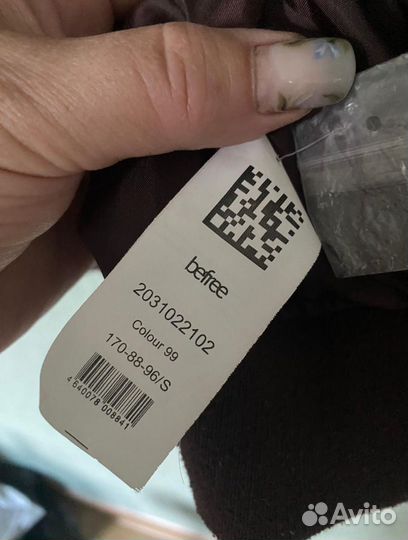 befree
2031022102
Colour 99
170-88-96/S
4 640078 008841
Avito